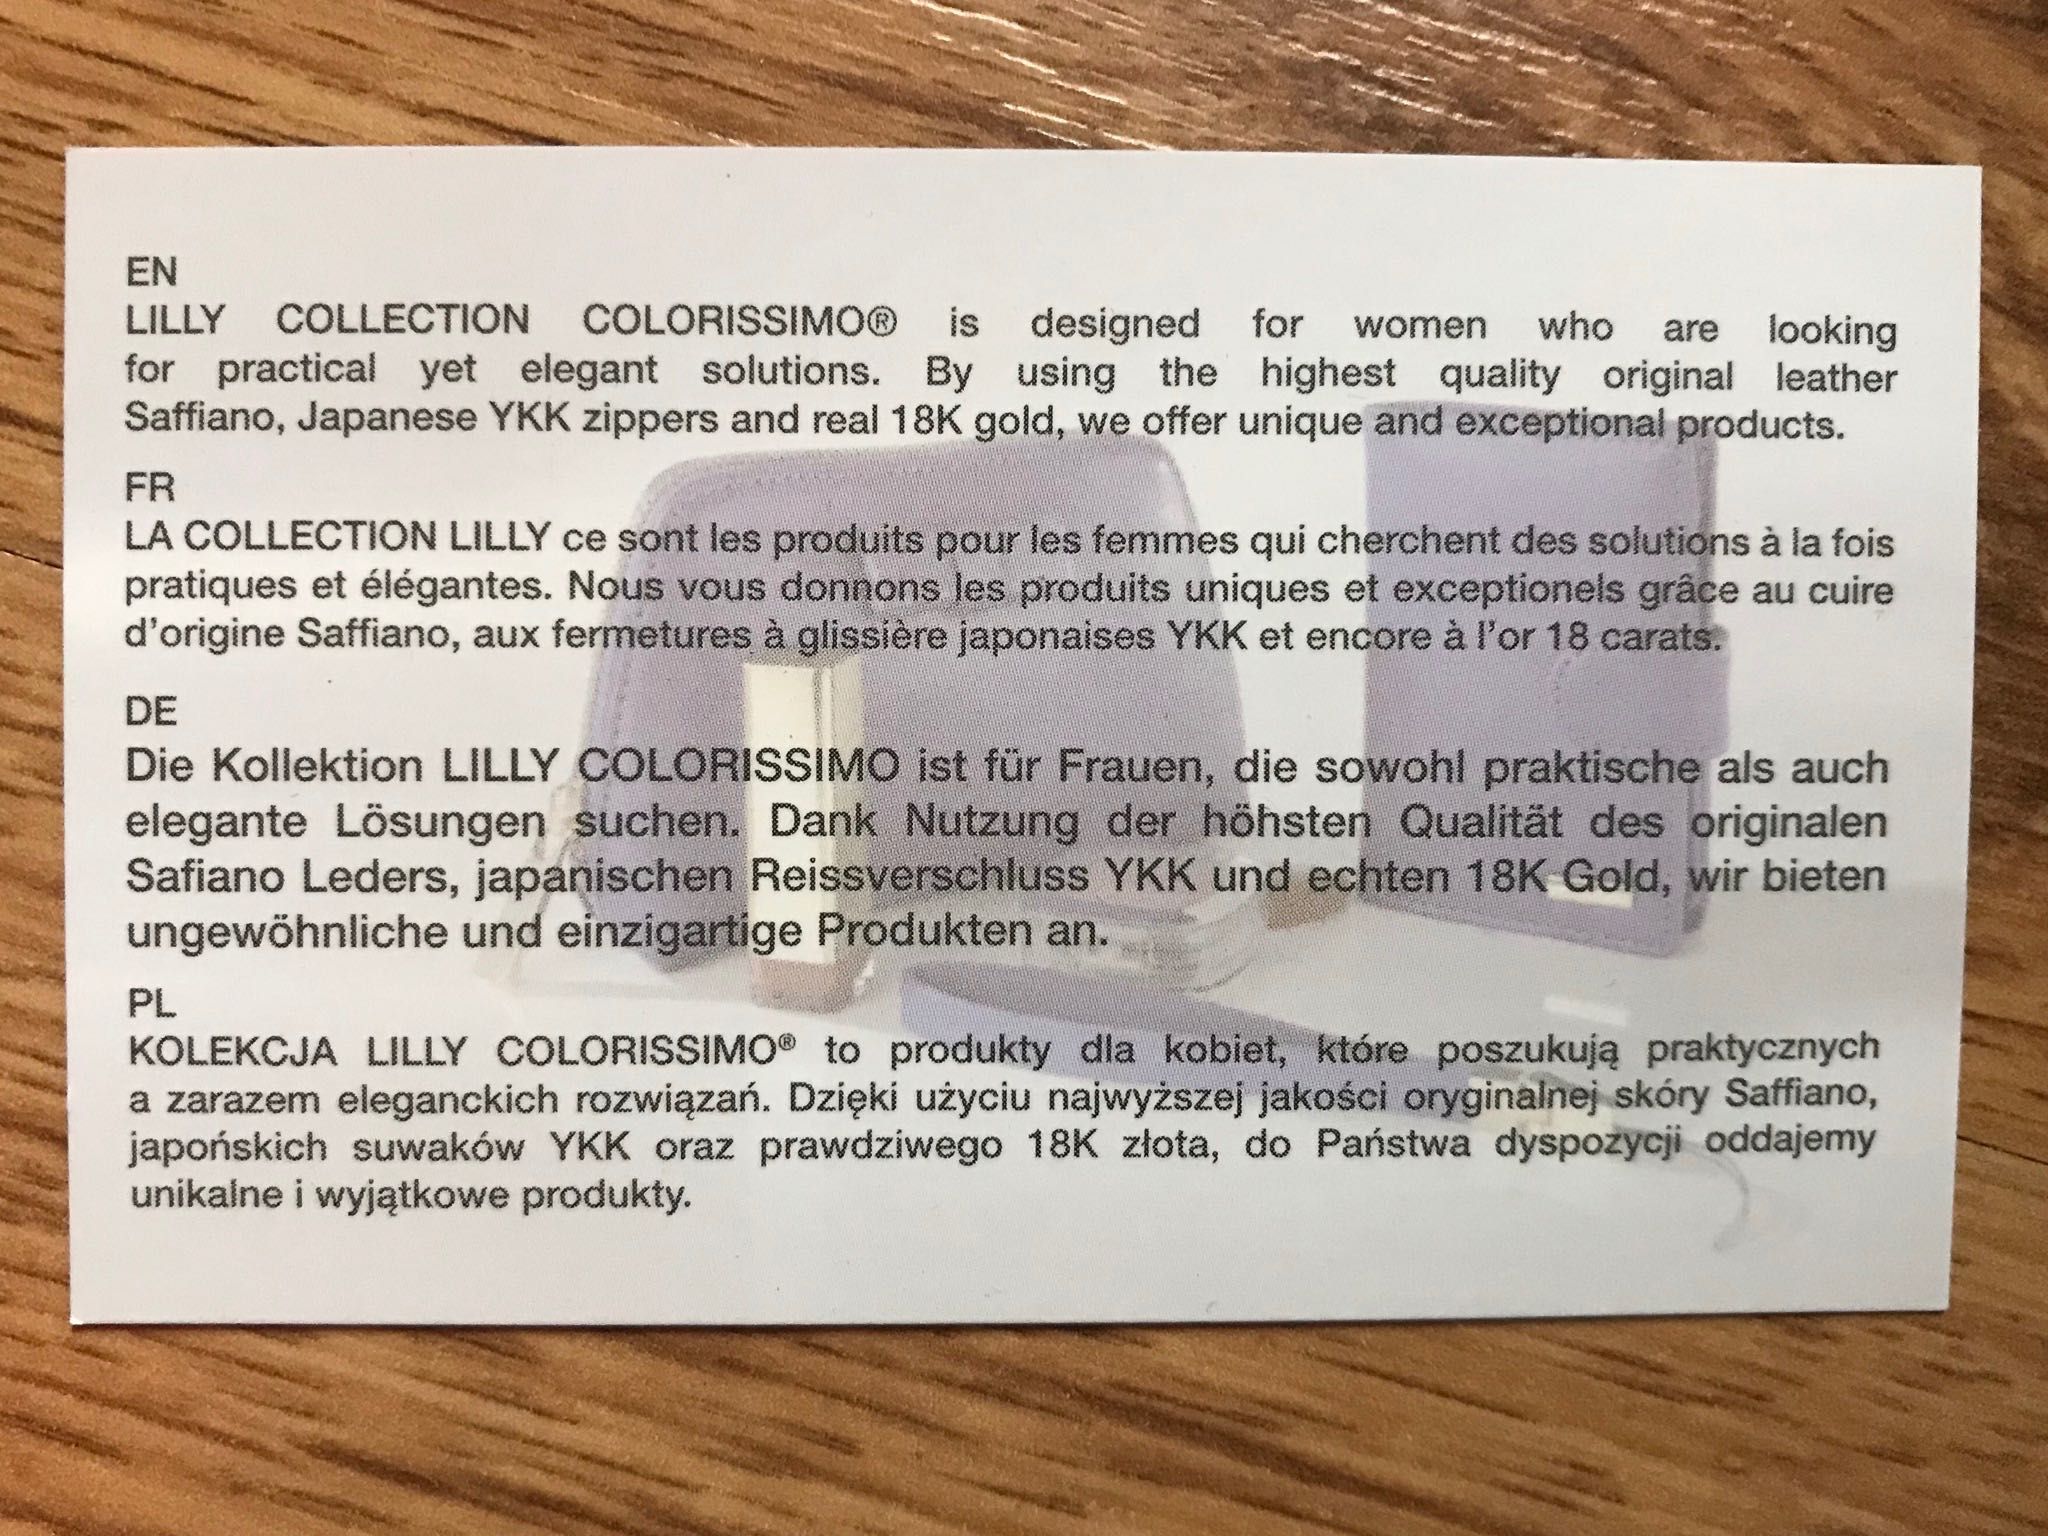 EN
LILLY COLLECTION COLORISSIMO® is designed for women who are looking
for practical yet elegant solutions. By using the highest quality original leather
Saffiano, Japanese YKK zippers and real 18K gold, we offer unique and exceptional products.
FR
LA COLLECTION LILLY ce sont les produits pour les femmes qui cherchent des solutions à la fois
pratiques et élégantes. Nous vous donnons les produits uniques et exceptionels grâce au cuire
d'origine Saffiano, aux fermetures à glissière japonaises YKK et encore à l'or 18 carats.
DE
Die Kollektion LILLY COLORISSIMO ist für Frauen, die sowohl praktische als auch
elegante Lösungen suchen. Dank Nutzung der höhsten Qualität des originalen
Safiano Leders, japanischen Reissverschluss YKK und echten 18K Gold, wir bieten
ungewöhnliche und einzigartige Produkten an.
PL
KOLEKCJA LILLY COLORISSIMO® to produkty dla kobiet, które poszukują praktycznych
a zarazem eleganckich rozwiązań. Dzięki użyciu najwyższej jakości oryginalnej skóry Saffiano,
japońskich suwaków YKK oraz prawdziwego 18K złota, do Państwa dyspozycji oddajemy
unikalne i wyjątkowe produkty.